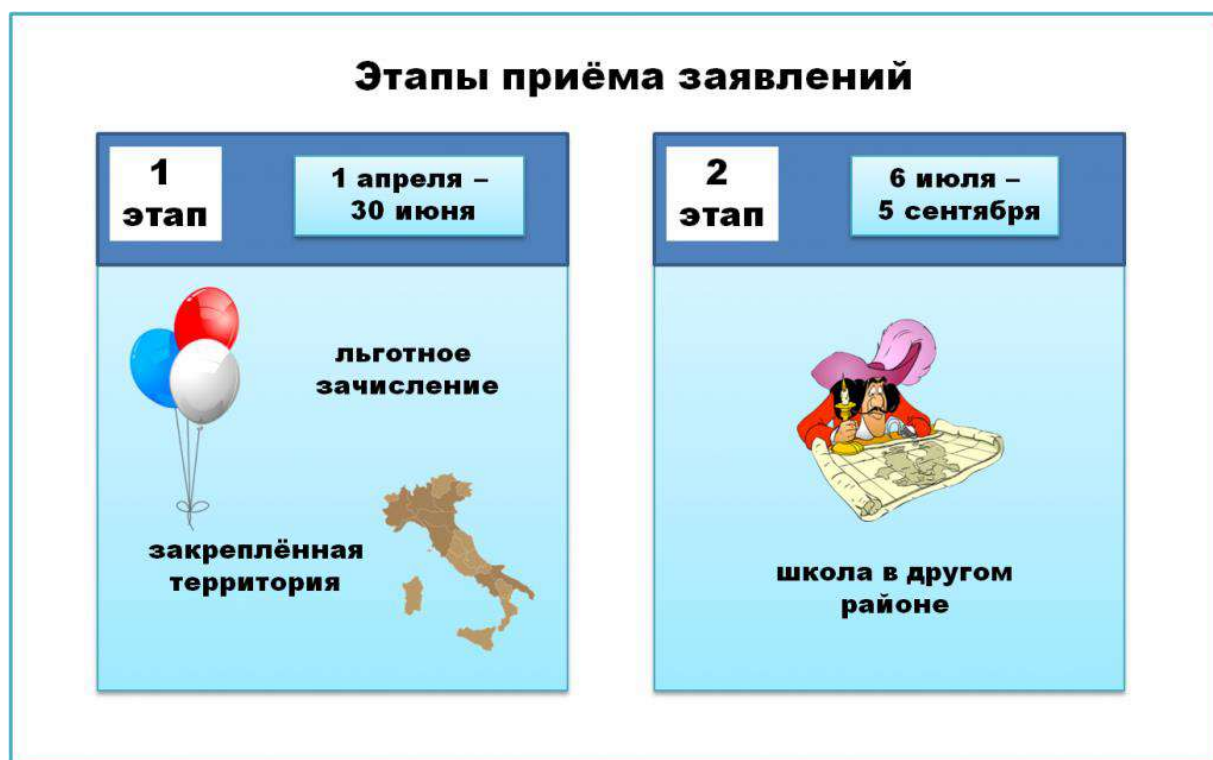 Этапы приёма заявлений
1
этап
1 апреля –
30 июня
льготное
зачисление
закреплённая
территория
2
этап
6 июля –
5 сентября
школа в другом
районе